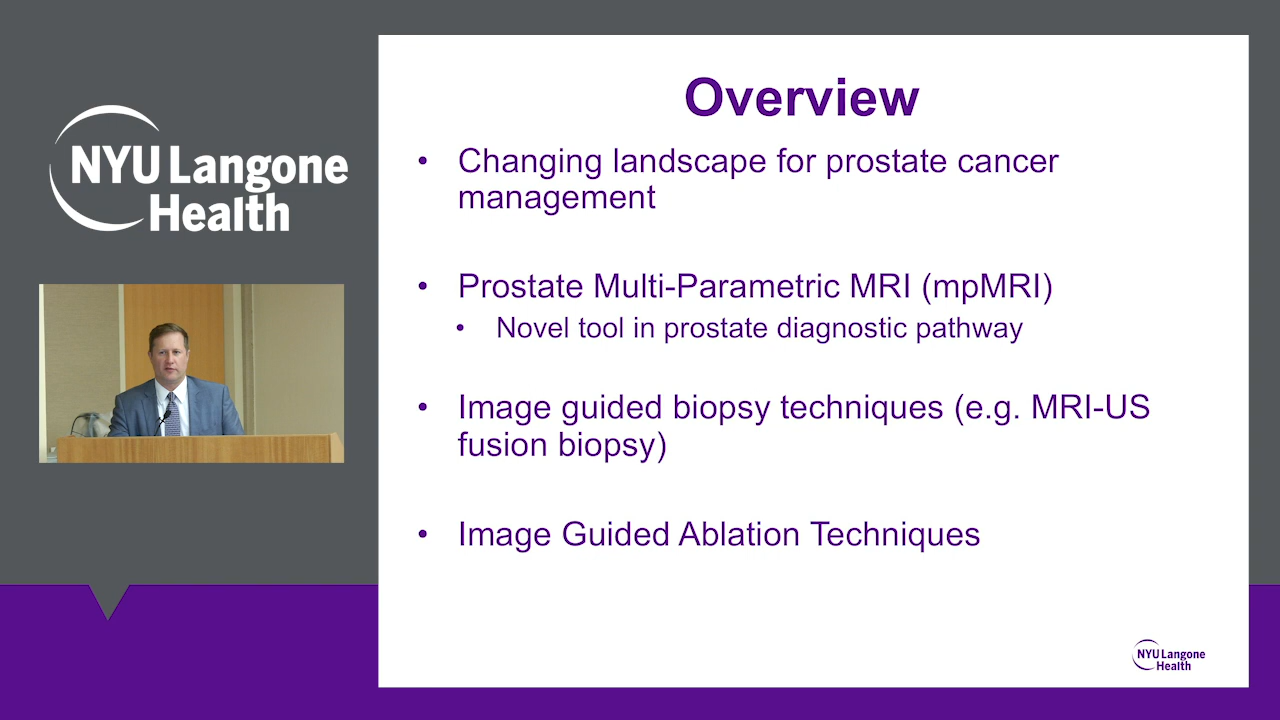 NYU Langone
Health
Overview
• Changing landscape for prostate cancer
management
• Prostate Multi-Parametric MRI (mpMRI)
• Novel tool in prostate diagnostic pathway
• Image guided biopsy techniques (e.g. MRI-US
fusion biopsy)
• Image Guided Ablation Techniques
NYU Langone
Health